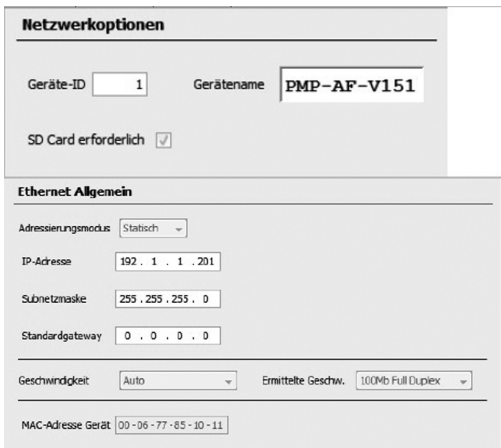 Netzwerkoptionen
Geräte-ID 1 Gerätename PMP-AF-V151
SD Card erforderlich
Ethernet Allgemein
Adressierungsmodus Statisch
IP-Adresse 192 . 1 . 1 .201
Subnetzmaske 255.255.255. 0
Standardgateway 0 . 0 . 0 . 0
Geschwindigkeit Auto Ermittelte Geschw. 100Mb Full Duplex
MAC-Adresse Gerät 00-06-77-85-10-11